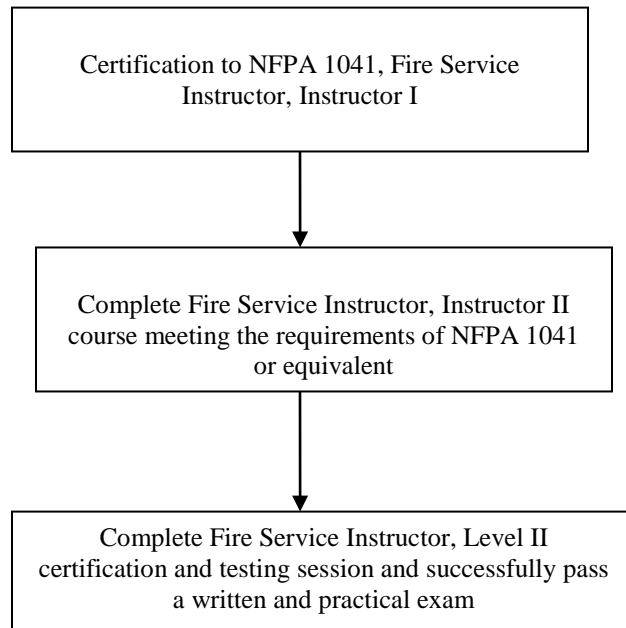 Certification to NFPA 1041, Fire Service
Instructor, Instructor I
Complete Fire Service Instructor, Instructor II
course meeting the requirements of NFPA 1041
or equivalent
Complete Fire Service Instructor, Level II
certification and testing session and successfully pass
a written and practical exam